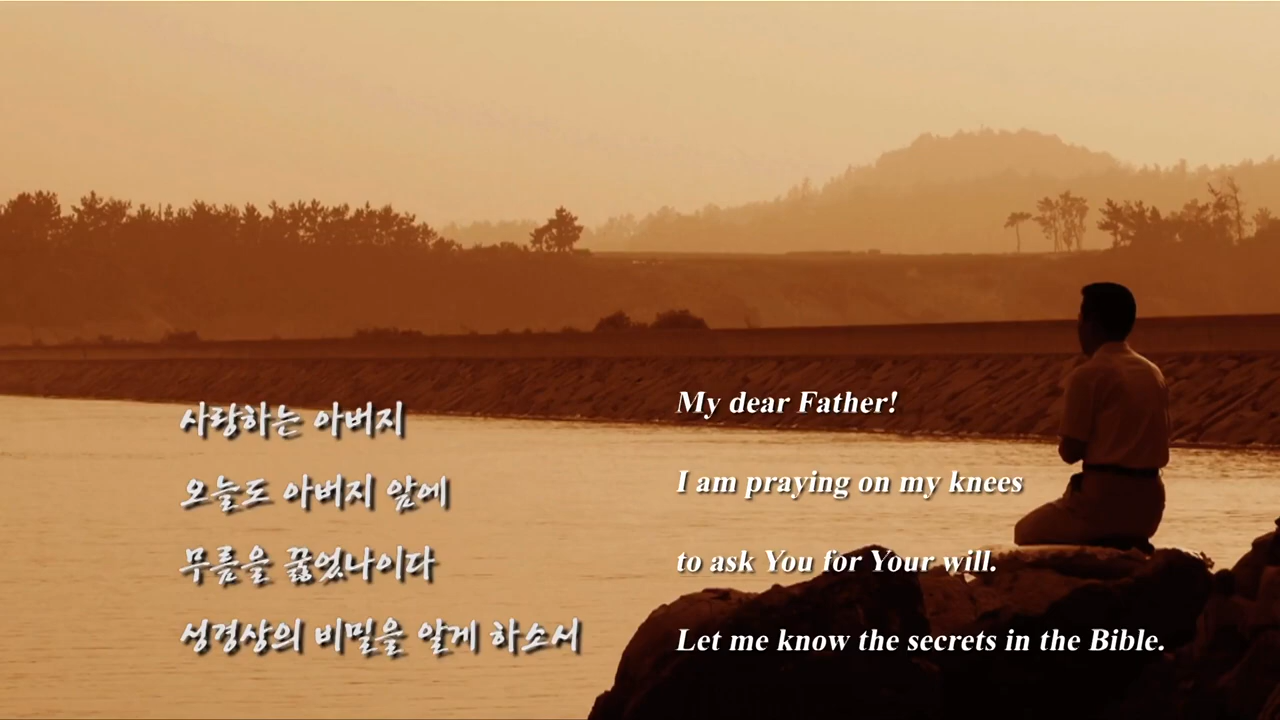 사랑하는 아버지
오늘도 아버지 앞에
무릎을 꿇었나이다
성경상의 비밀을 알게 하소서
My dear Father!
I am praying on my knees
to ask You for Your will.
Let me know the secrets in the Bible.